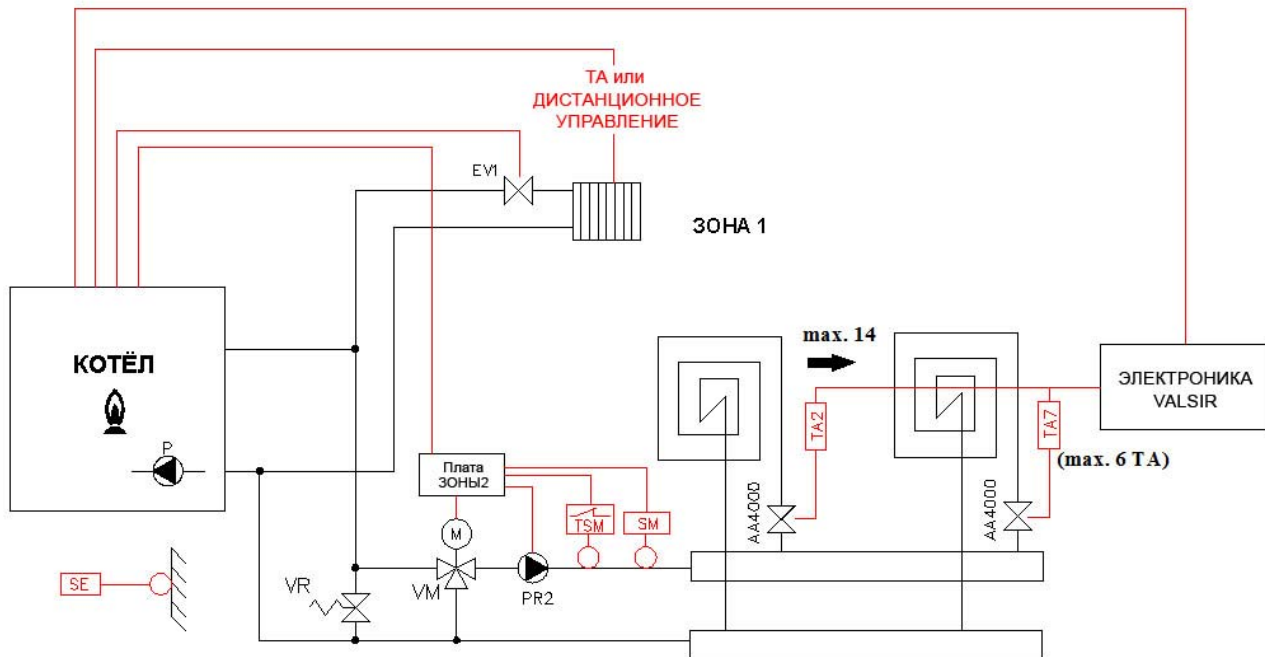 ТА или
ДИСТАНЦИОННОЕ
УПРАВЛЕНИЕ
EV1
ЗОНА 1
КОТЁЛ
P
max. 14
ЭЛЕКТРОНИКА
VALSIR
TA2
TA7
(max. 6 TA)
Плата
ЗОНЫ2
AA4000
AA4000
M
TSM
SM
SE
VR
VM
PR2